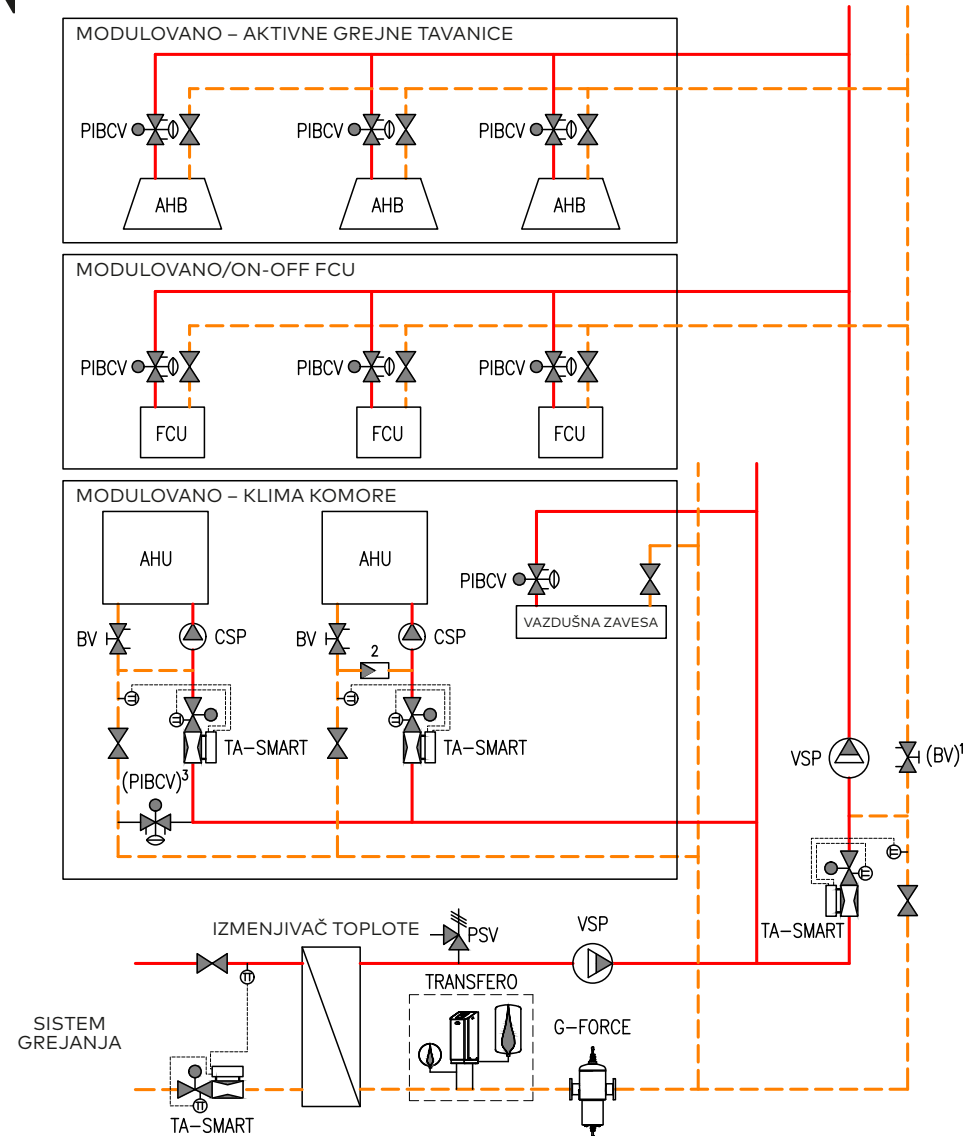 MODULOVANO – AKTIVNE GREJNE TAVANICE
PIBCV
PIBCV
PIBCV
AHB
AHB
AHB
MODULOVANO/ON-OFF FCU
PIBCV
PIBCV
PIBCV
FCU
FCU
FCU
MODULOVANO – KLIMA KOMORE
AHU
AHU
PIBCV
VAZDUŠNA ZAVESA
BV
CSP
BV
CSP
2
TA-SMART
TA-SMART
(PIBCV)³
VSP
(BV)¹
TA-SMART
IZMENJIVAČ TOPLOTE
PSV
VSP
TRANSFERO
G-FORCE
SISTEM
GREJANJA
TA-SMART